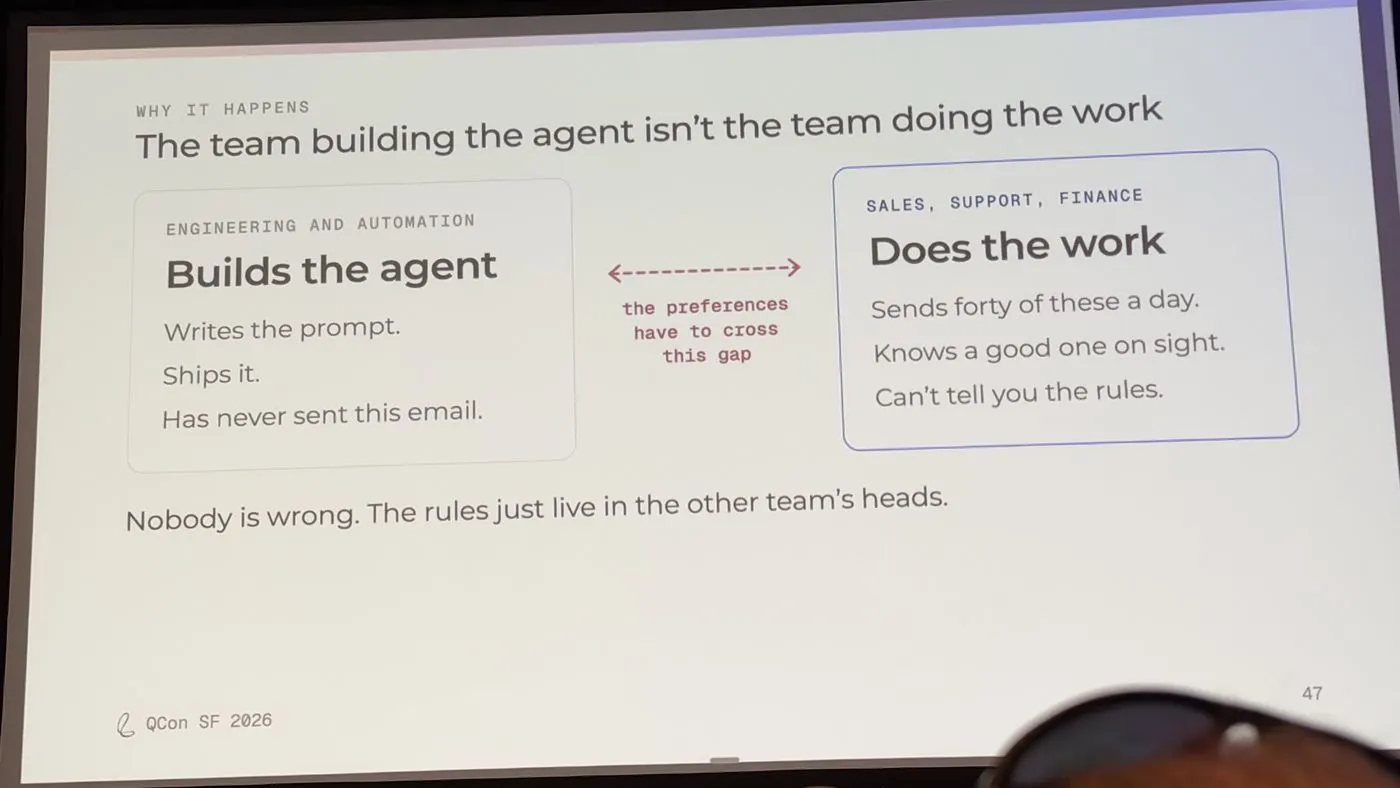 WHY IT HAPPENS
The team building the agent isn’t the team doing the work
ENGINEERING AND AUTOMATION
Builds the agent
Writes the prompt.
Ships it.
Has never sent this email.
the preferences
have to cross
this gap
SALES, SUPPORT, FINANCE
Does the work
Sends forty of these a day.
Knows a good one on sight.
Can’t tell you the rules.
Nobody is wrong. The rules just live in the other team’s heads.
QCon SF 2026
47